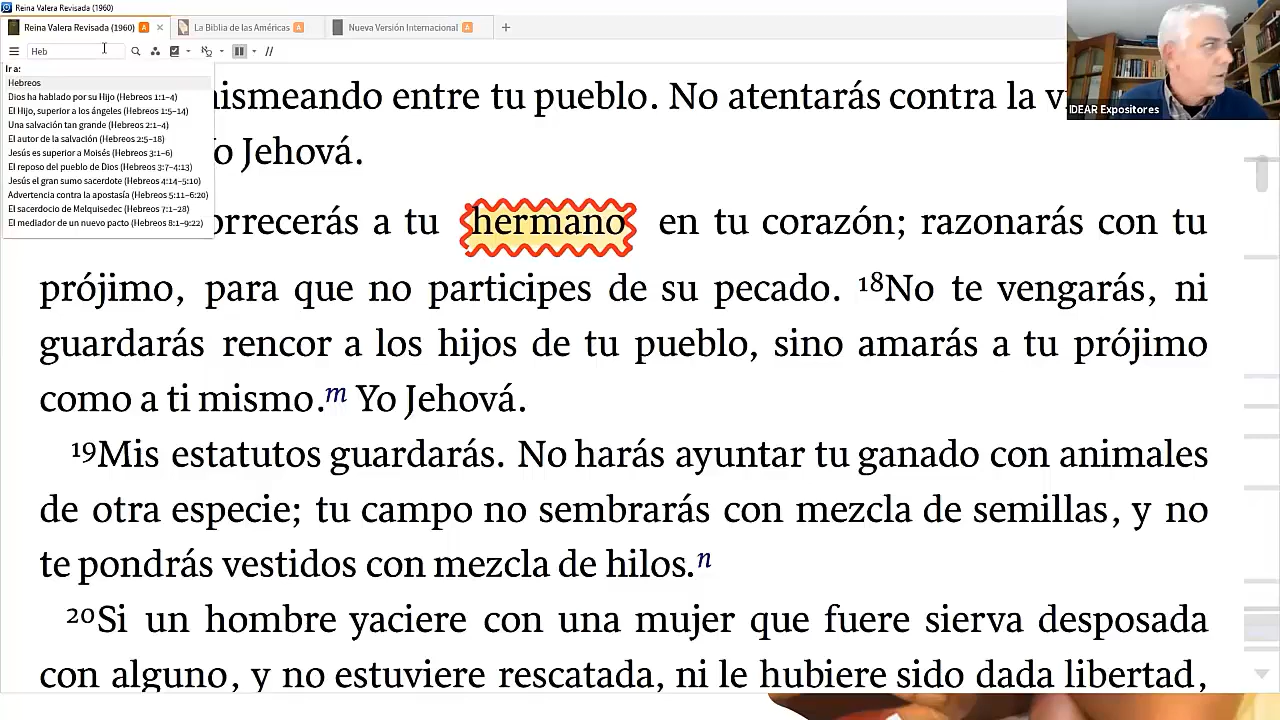 Reina Valera Revisada (1960)
Reina Valera Revisada (1960) A × La Biblia de las Américas A Nueva Versión Internacional A +
Heb
Ir a:
Hebreos
Dios ha hablado por su Hijo (Hebreos 1:1–4)
El Hijo, superior a los ángeles (Hebreos 1:5–14)
Una salvación tan grande (Hebreos 2:1–4)
El autor de la salvación (Hebreos 2:5–18)
Jesús es superior a Moisés (Hebreos 3:1–6)
El reposo del pueblo de Dios (Hebreos 3:7–4:13)
Jesús el gran sumo sacerdote (Hebreos 4:14–5:10)
Advertencia contra la apostasía (Hebreos 5:11–6:20)
El sacerdocio de Melquisedec (Hebreos 7:1–28)
El mediador de un nuevo pacto (Hebreos 8:1–9:22)
IDEAR Expositores
ismeando entre tu pueblo. No atentarás contra la v
o Jehová.
orrecerás a tu hermano en tu corazón; razonarás con tu
prójimo, para que no participes de su pecado. 18No te vengarás, ni
guardarás rencor a los hijos de tu pueblo, sino amarás a tu prójimo
como a ti mismo.m Yo Jehová.
19Mis estatutos guardarás. No harás ayuntar tu ganado con animales
de otra especie; tu campo no sembrarás con mezcla de semillas, y no
te pondrás vestidos con mezcla de hilos.n
20Si un hombre yaciere con una mujer que fuere sierva desposada
con alguno, y no estuviere rescatada, ni le hubiere sido dada libertad,